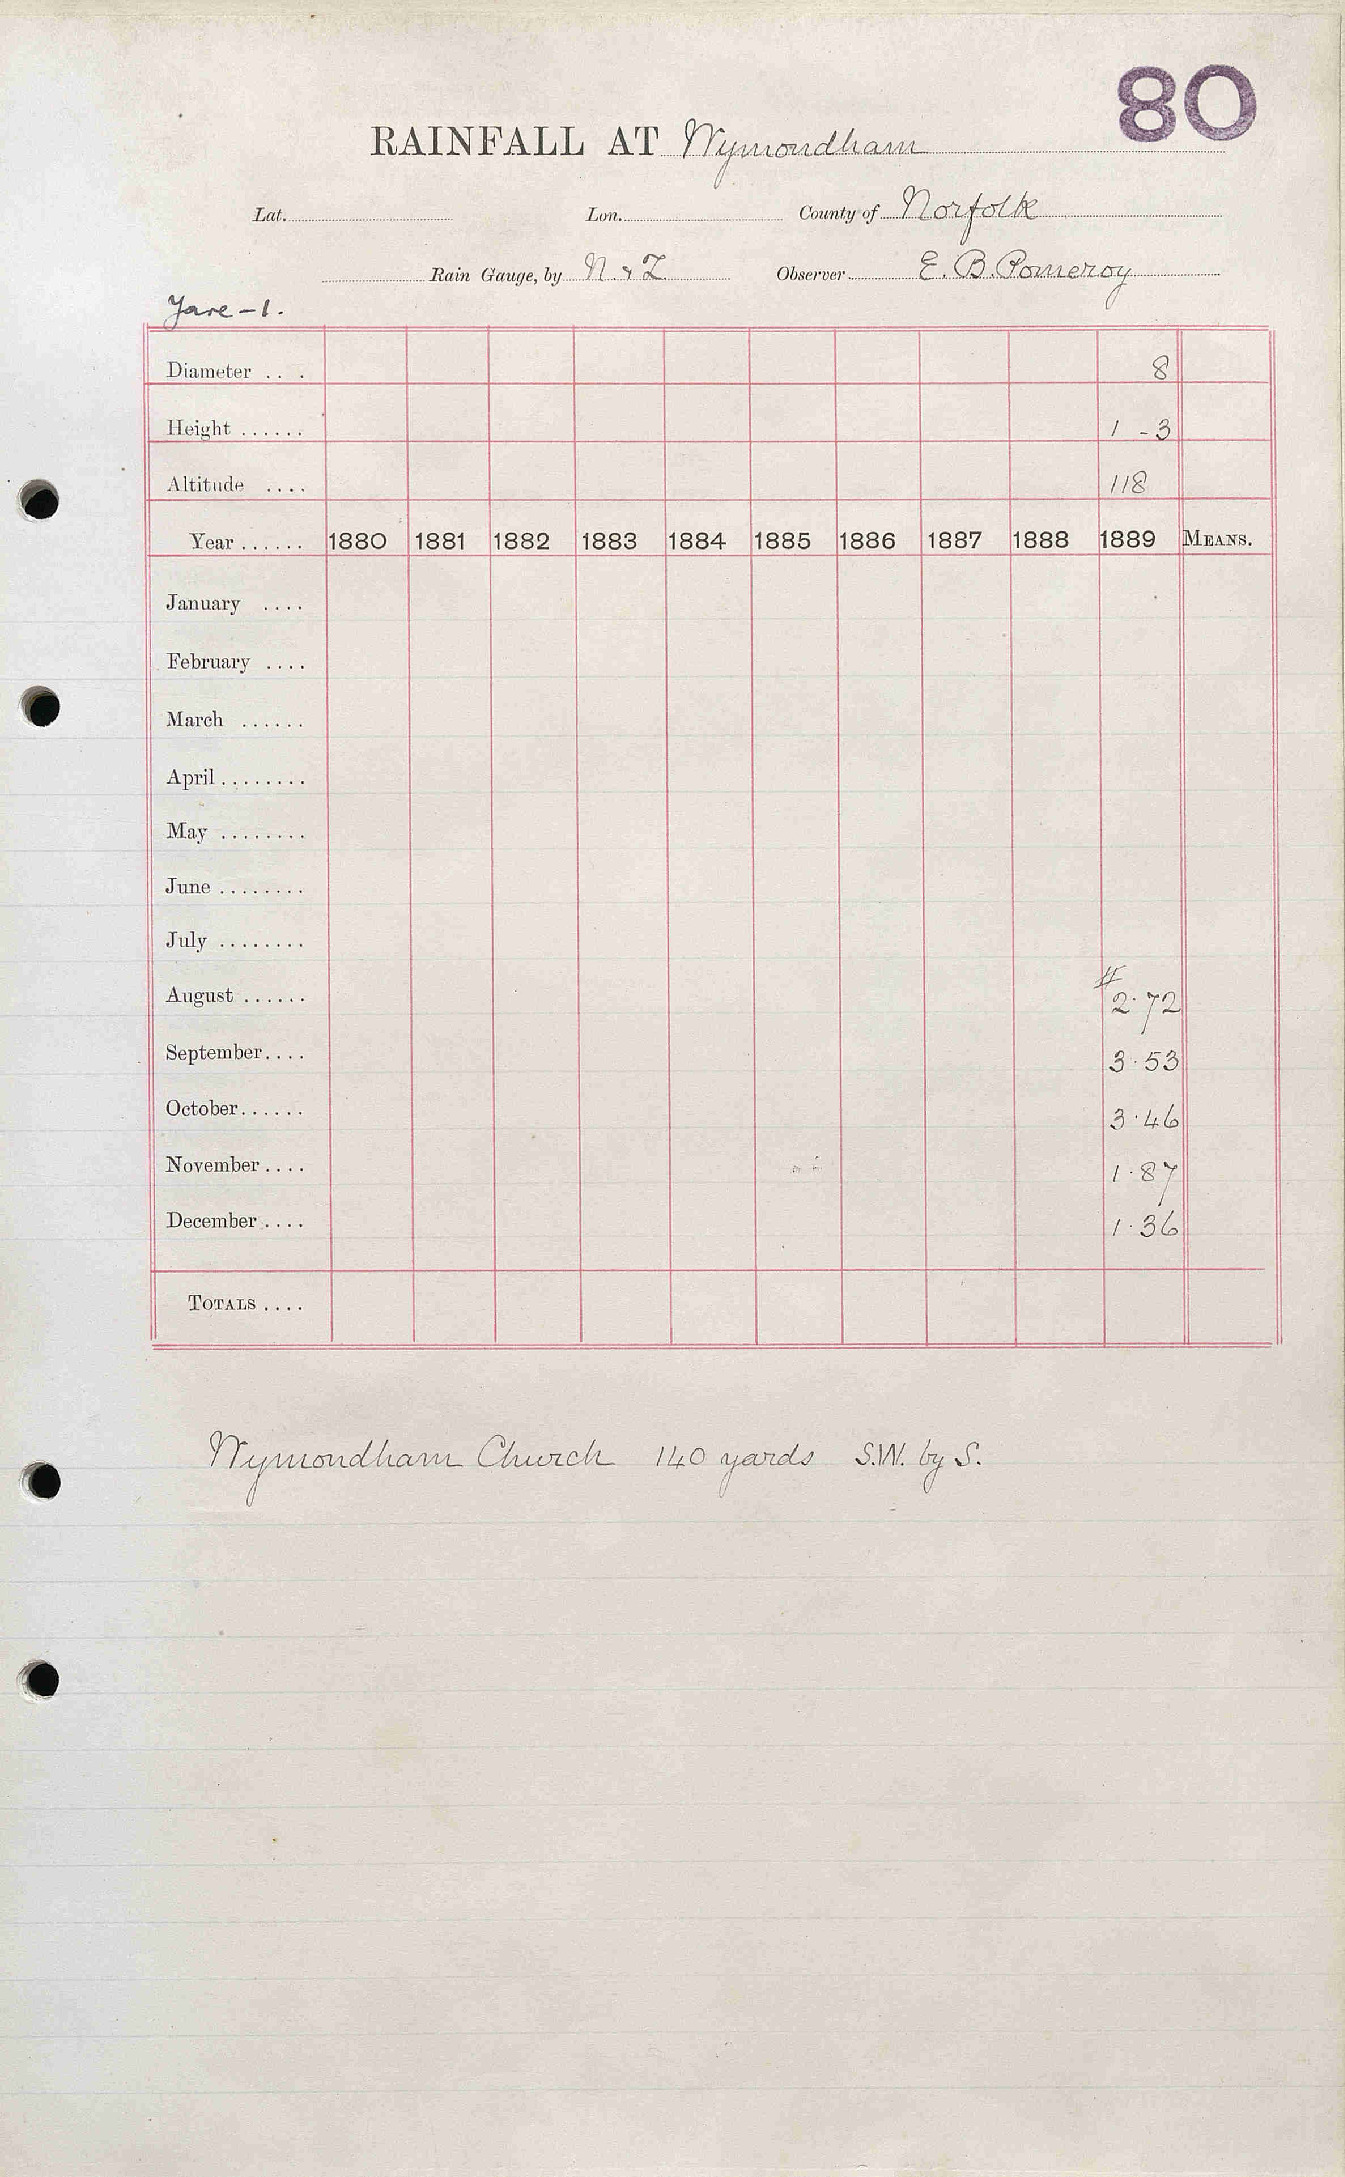 80
RAINFALL AT Wymondham
Lat. Lon. County of Norfolk
Rain Gauge, by N & Z Observer E. B. Pomeroy
Yare - 1.
Diameter . . . 8
Height ...... 1 - 3
Altitude .... 118
Year ...... 1880 1881 1882 1883 1884 1885 1886 1887 1888 1889 MEANS.
January ....
February ....
March ......
April ........
May ........
June ........
July ........
August ...... # 2.72
September .... 3.53
October ...... 3.46
November .... 1.87
December .... 1.36
TOTALS ....
Wymondham Church 140 yards S.W. by S.